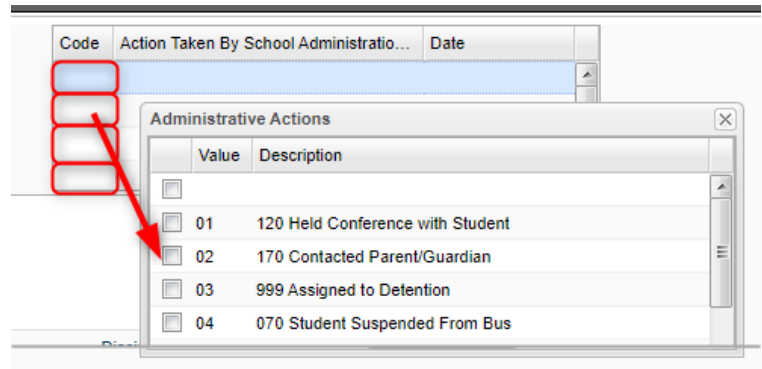 Code Action Taken By School Administratio... Date
Administrative Actions
Value Description
01 120 Held Conference with Student
02 170 Contacted Parent/Guardian
03 999 Assigned to Detention
04 070 Student Suspended From Bus